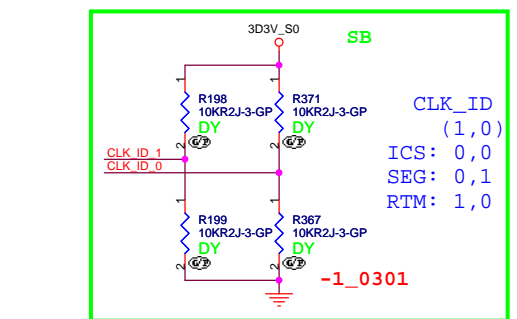 3D3V_S0
SB
1
1
R198
10KR2J-3-GP
DY
2
G/P
R371
10KR2J-3-GP
DY
2
G/P
CLK_ID
(1,0)
ICS: 0,0
SEG: 0,1
RTM: 1,0
CLK_ID_1
CLK_ID_0
1
1
R199
10KR2J-3-GP
DY
2
G/P
R367
10KR2J-3-GP
DY
2
G/P
-1_0301